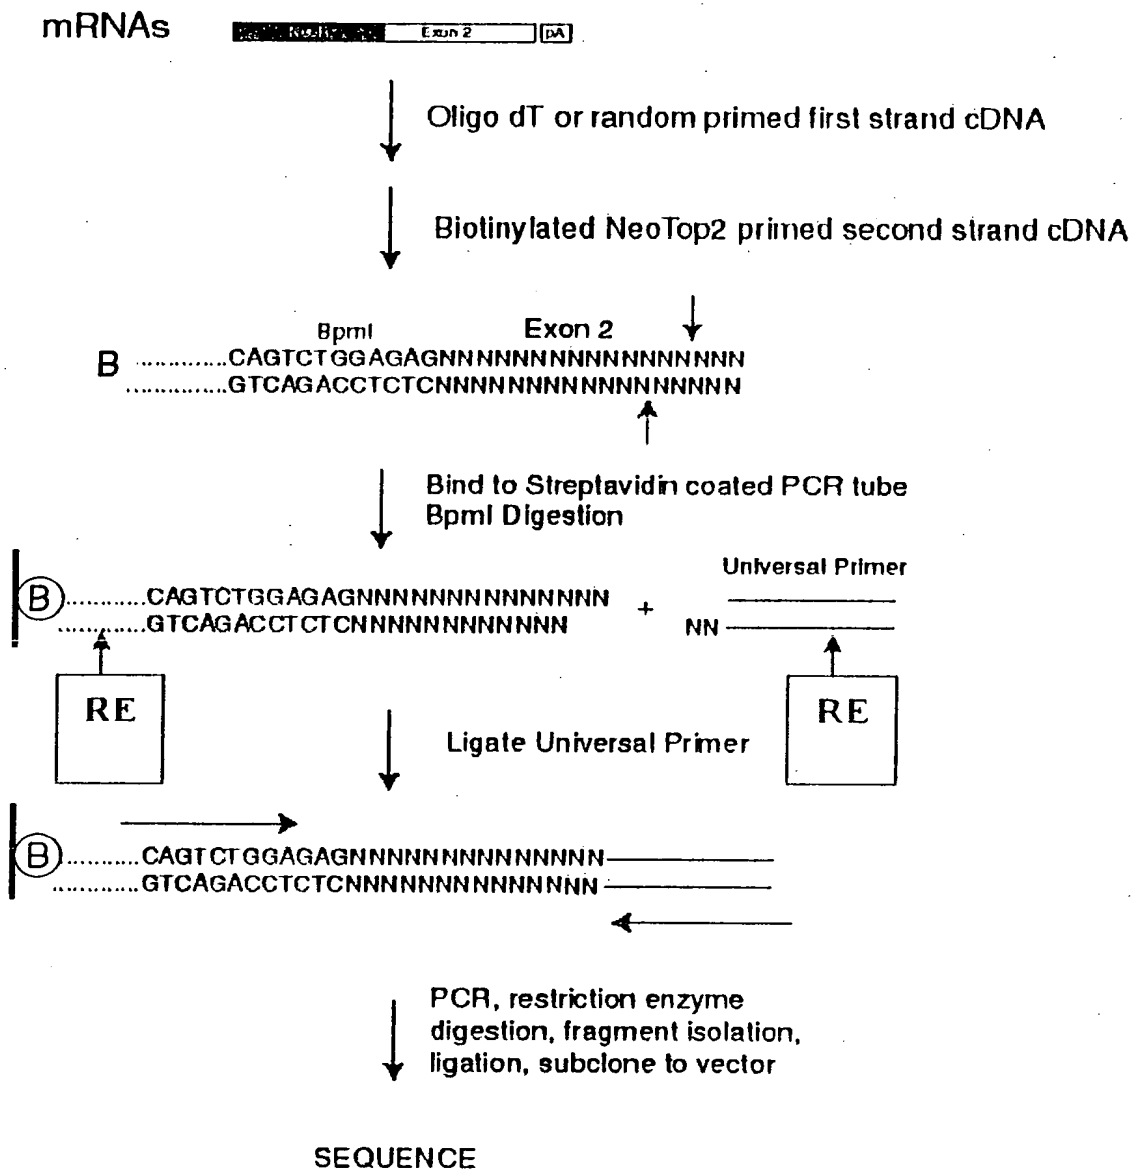 mRNAs
Exon 2
pA
Oligo dT or random primed first strand cDNA
Biotinylated NeoTop2 primed second strand cDNA
BpmI
Exon 2
B ..............CAGTCTGGAGAGNNNNNNNNNNNNNNNNN
...............GTCAGACCTCTCNNNNNNNNNNNNNNNNN
Bind to Streptavidin coated PCR tube
BpmI Digestion
Universal Primer
B ............CAGTCTGGAGAGNNNNNNNNNNNNNN +
.............GTCAGACCTCTCNNNNNNNNNNNN
NN
RE
RE
Ligate Universal Primer
B ............CAGTCTGGAGAGNNNNNNNNNNNNNN
.............GTCAGACCTCTCNNNNNNNNNNNNNN
PCR, restriction enzyme
digestion, fragment isolation,
ligation, subclone to vector
SEQUENCE